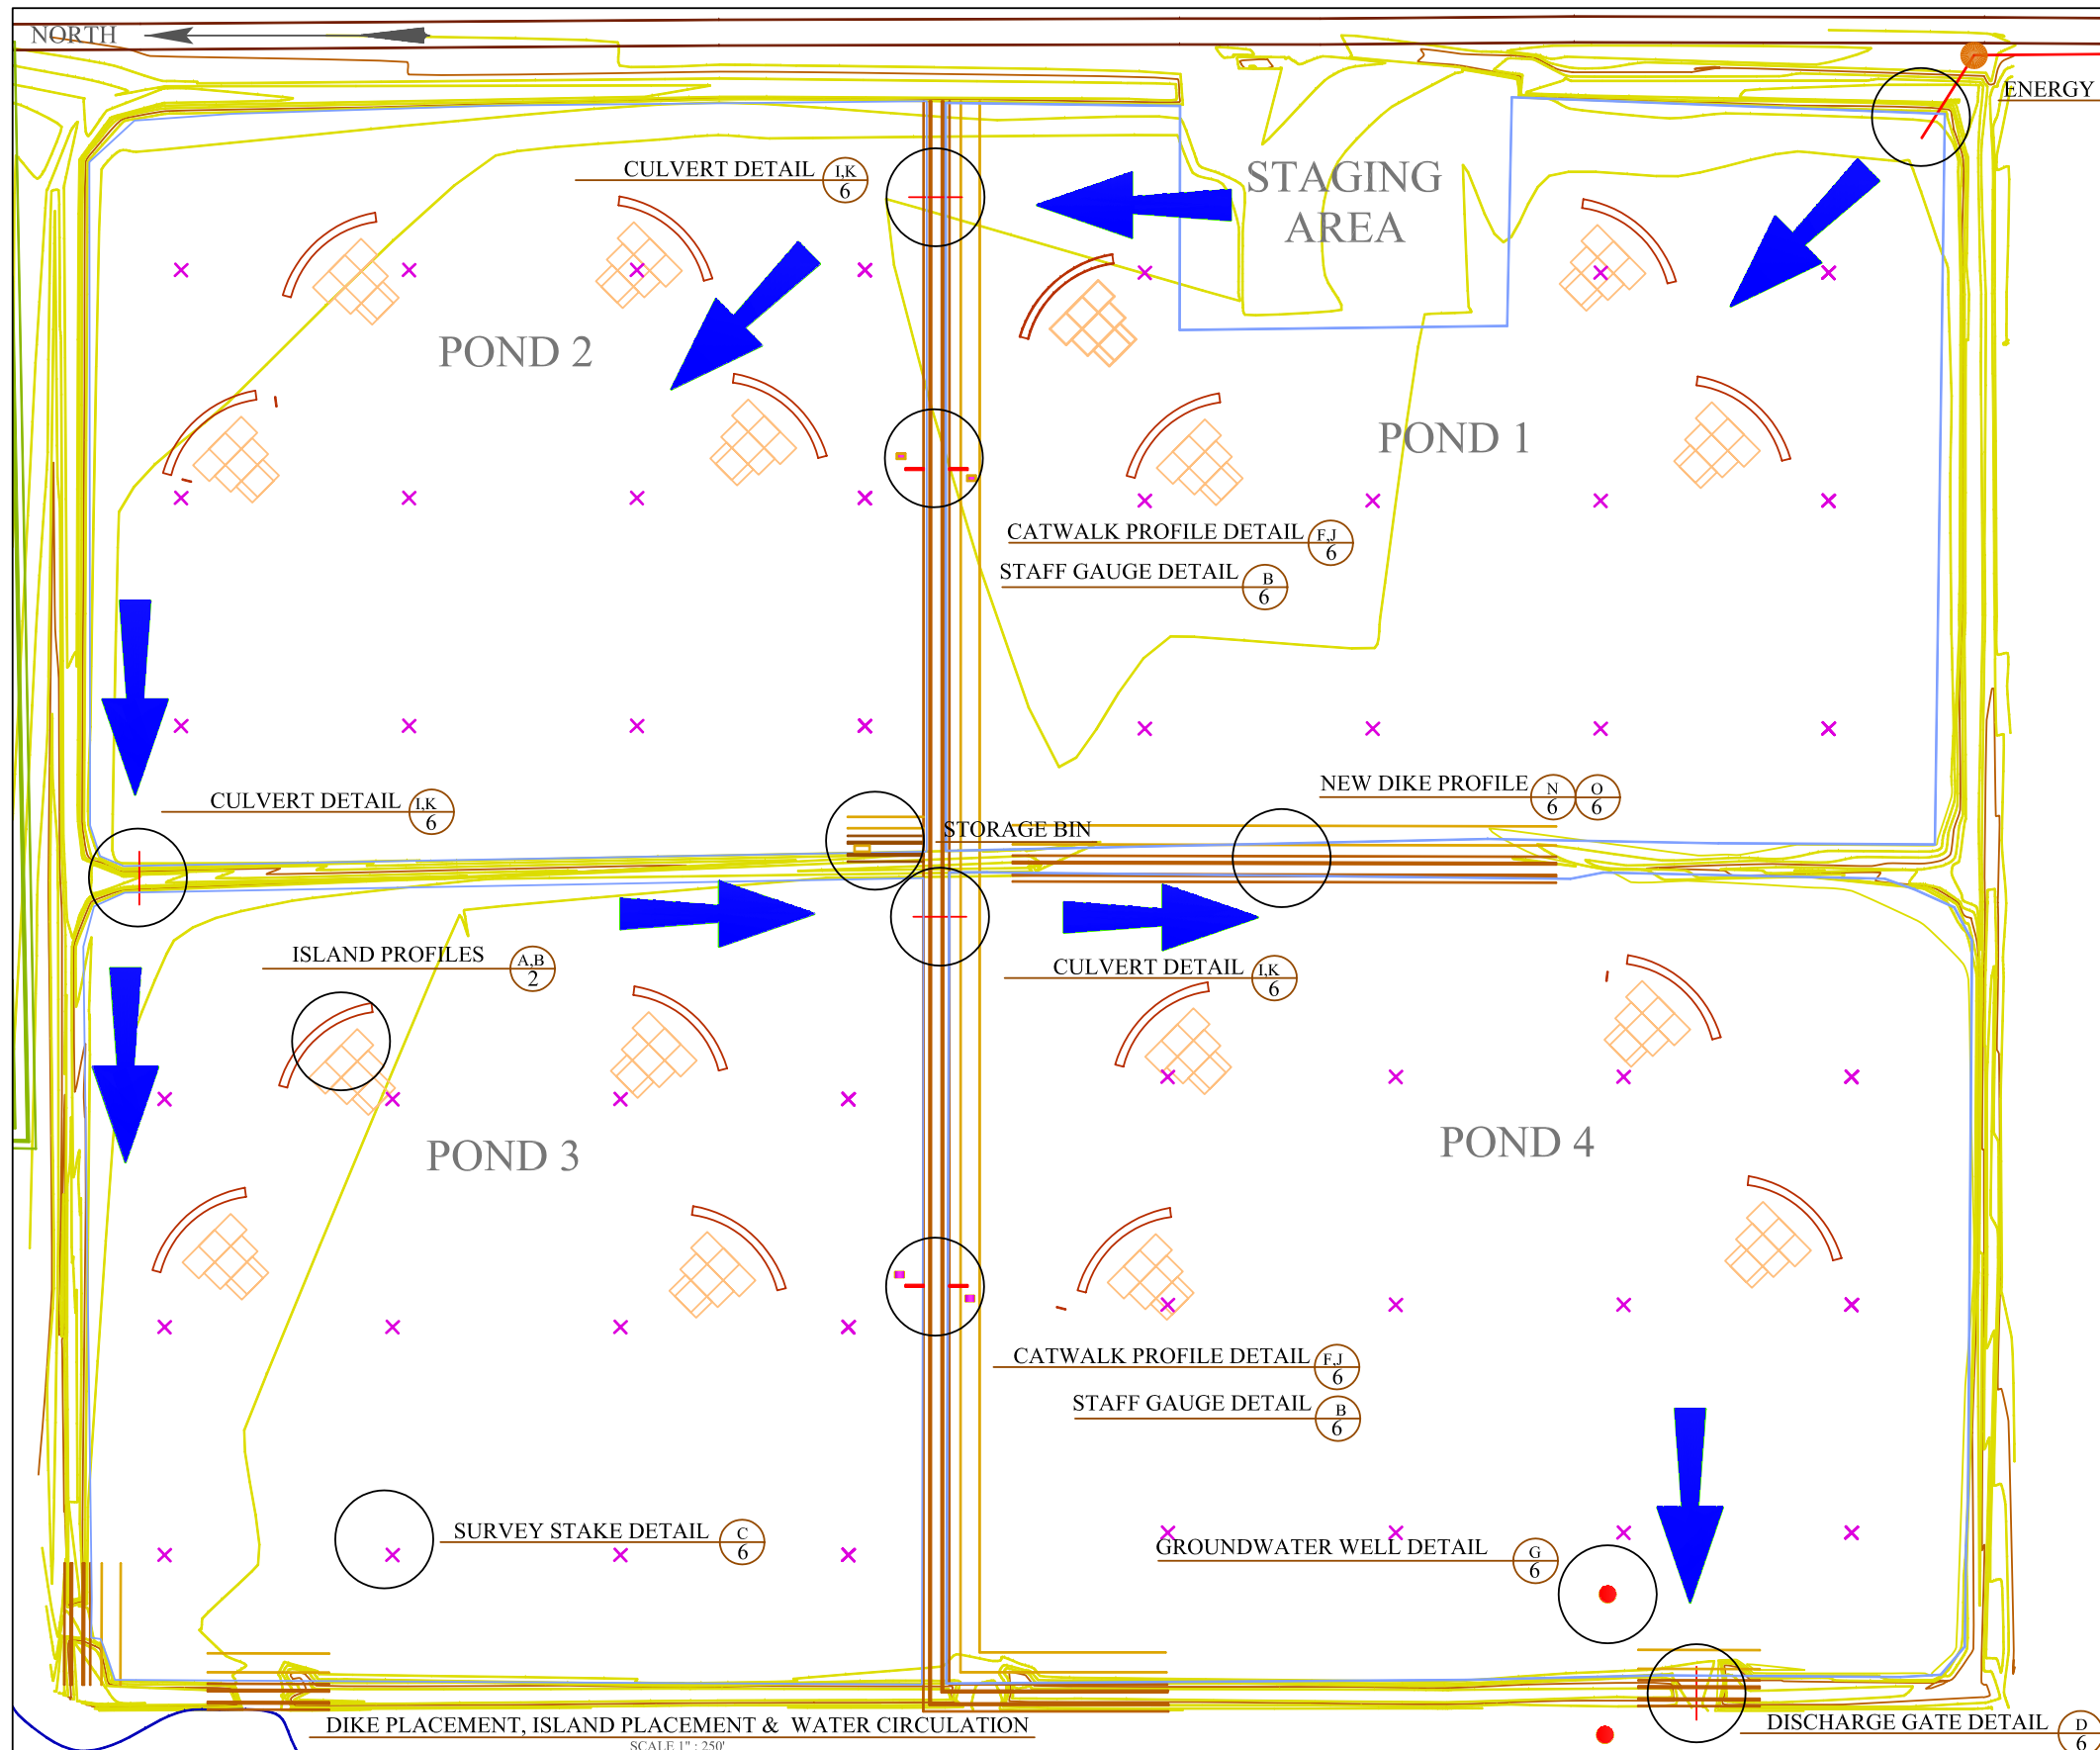 NORTH
ENERGY
CULVERT DETAIL I,K
6
STAGING
AREA
POND 2
POND 1
CATWALK PROFILE DETAIL F,J
6
STAFF GAUGE DETAIL B
6
NEW DIKE PROFILE N O
6 6
CULVERT DETAIL I,K
6
STORAGE BIN
ISLAND PROFILES A,B
2
CULVERT DETAIL I,K
6
POND 3
POND 4
CATWALK PROFILE DETAIL F,J
6
STAFF GAUGE DETAIL B
6
SURVEY STAKE DETAIL C
6
GROUNDWATER WELL DETAIL G
6
DIKE PLACEMENT, ISLAND PLACEMENT & WATER CIRCULATION
SCALE 1" : 250'
DISCHARGE GATE DETAIL D
6